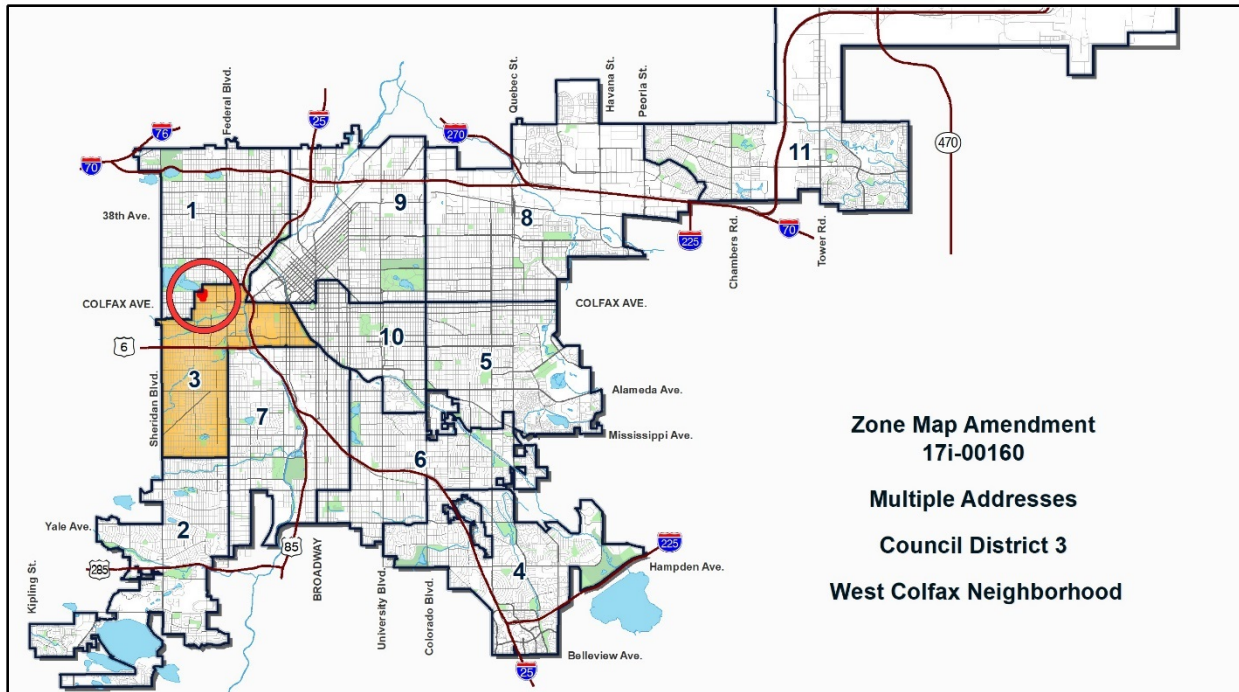 Federal Blvd.
Quebec St.
Havana St.
Peoria St.
76
25
270
70
470
11
9
1
8
38th Ave.
225
Chambers Rd.
70
Tower Rd.
COLFAX AVE.
COLFAX AVE.
10
6
5
3
Alameda Ave.
Sheridan Blvd.
7
Mississippi Ave.
6
Zone Map Amendment
17i-00160
Multiple Addresses
Council District 3
West Colfax Neighborhood
Yale Ave.
2
85
BROADWAY
225
285
Hampden Ave.
4
Kipling St.
University Blvd.
Colorado Blvd.
Belleview Ave.
25